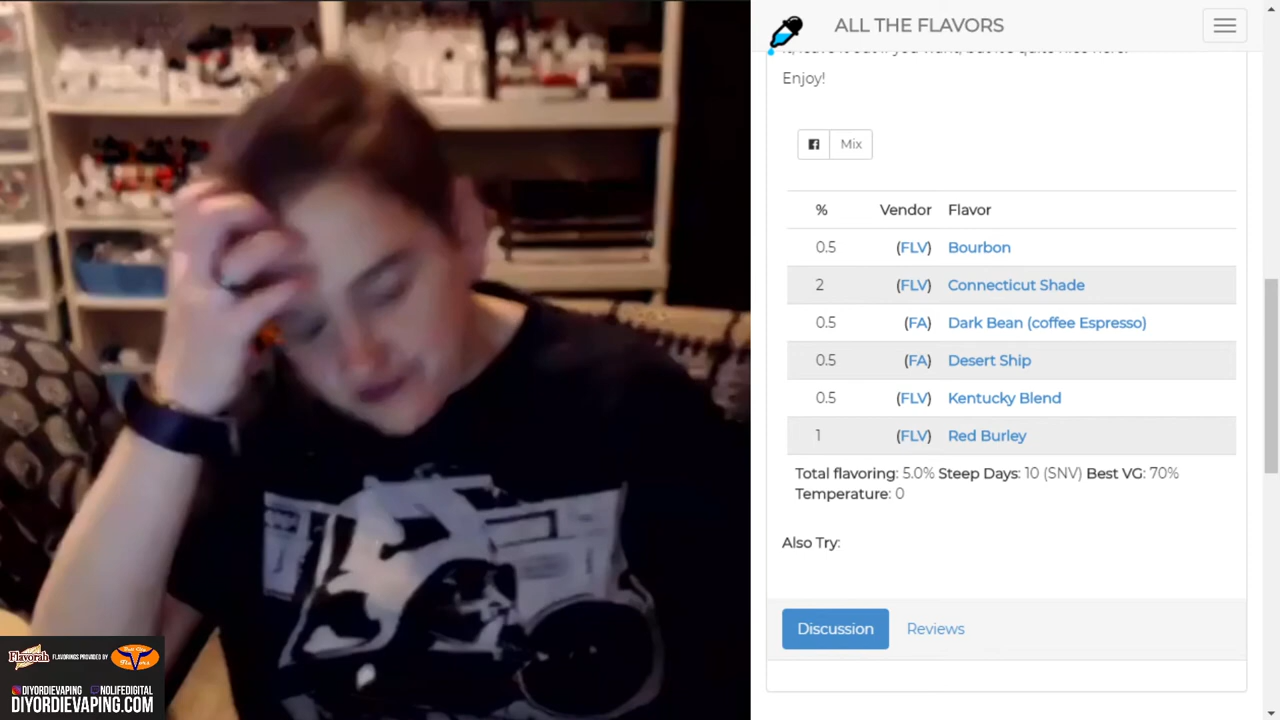 ALL THE FLAVORS
Enjoy!
Mix
% Vendor Flavor
0.5 (FLV) Bourbon
2 (FLV) Connecticut Shade
0.5 (FA) Dark Bean (coffee Espresso)
0.5 (FA) Desert Ship
0.5 (FLV) Kentucky Blend
1 (FLV) Red Burley
Total flavoring: 5.0% Steep Days: 10 (SNV) Best VG: 70%
Temperature: 0
Also Try:
Discussion Reviews
Flavorah FLAVORINGS PROVIDED BY Flavors
DIYORDIEVAPING NOLIFEDIGITAL
DIYORDIEVAPING.COM